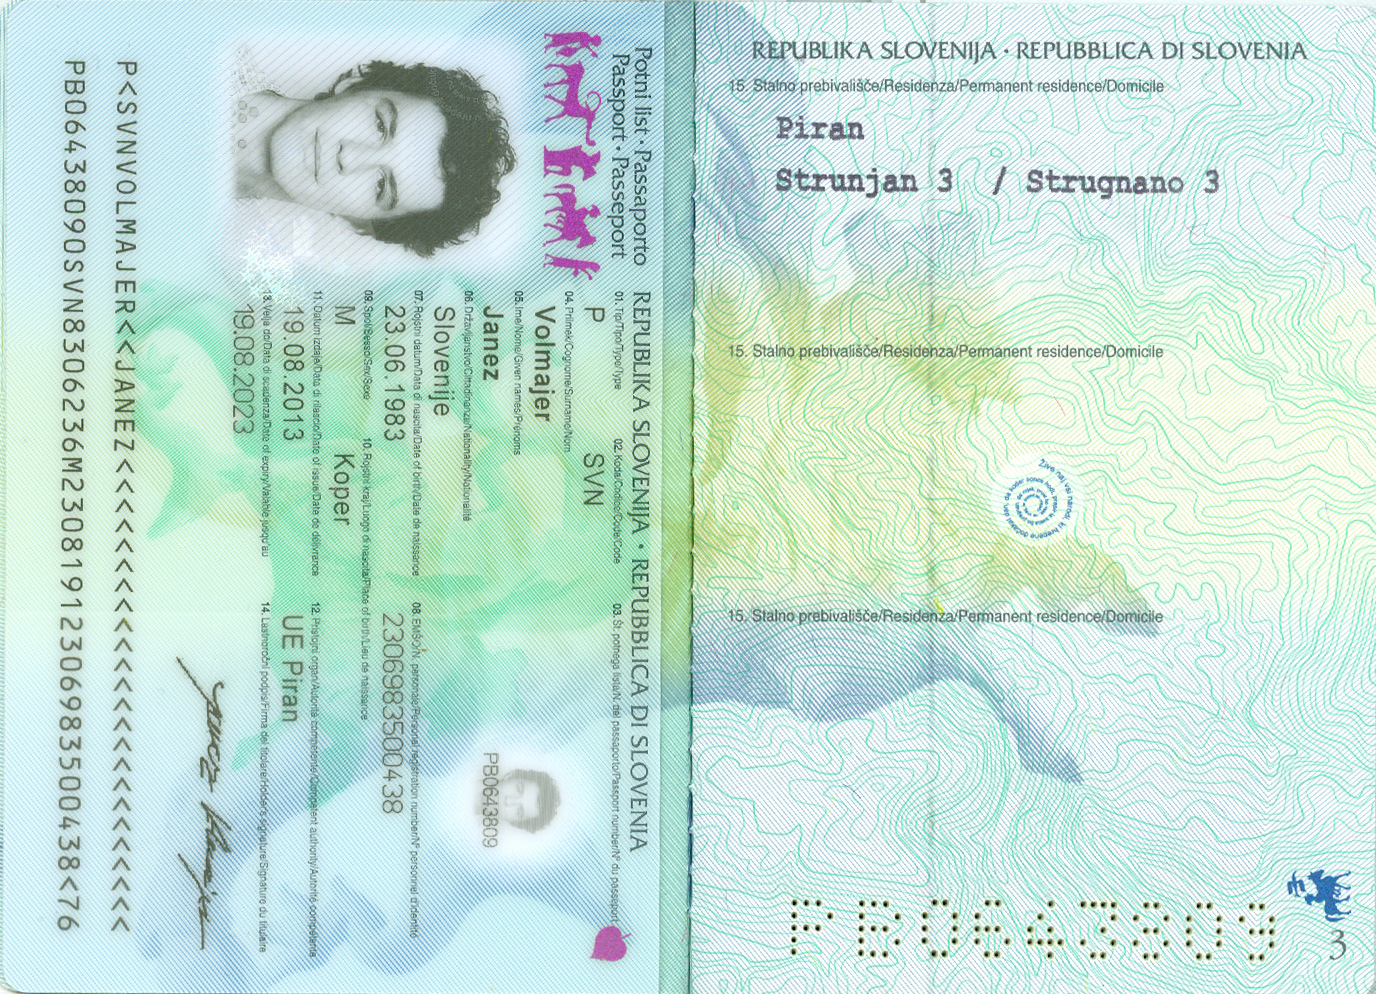 Potni list · Passaporto
Passport · Passeport
REPUBLIKA SLOVENIJA · REPUBBLICA DI SLOVENIA
01. Tip/Tipo/Type/Type
02. Koda/Codice/Code/Code
03. Št. potnega lista/N. del passaporto/Passport number/N° du passeport
P
SVN
PB0643809
04. Priimek/Cognome/Surname/Nom
Volmajer
05. Ime/Nome/Given names/Prénoms
Janez
06. Državljanstvo/Cittadinanza/Nationality/Nationalité
Slovenije
07. Rojstni datum/Data di nascita/Date of birth/Date de naissance
08. EMŠO/N. personale/Personal registration number/N° personnel d'identité
23.06.1983
2306983500438
09. Spol/Sesso/Sex/Sexe
10. Rojstni kraj/Luogo di nascita/Place of birth/Lieu de naissance
M
Koper
11. Datum izdaje/Data di rilascio/Date of issue/Date de délivrance
12. Pristojni organ/Autorità competente/Competent authority/Autorité compétente
19.08.2013
UE Piran
13. Velja do/Data di scadenza/Date of expiry/Valable jusqu'au
14. Lastnoročni podpis/Firma del titolare/Holder's signature/Signature du titulaire
19.08.2023
P<SVNVOLMAJER<<JANEZ<<<<<<<<<<<<<<<<<<<<<<<<
PB06438090SVN8306236M23081912306983500438<76
REPUBLIKA SLOVENIJA · REPUBBLICA DI SLOVENIA
15. Stalno prebivališče/Residenza/Permanent residence/Domicile
Piran
Strunjan 3 / Strugnano 3
15. Stalno prebivališče/Residenza/Permanent residence/Domicile
15. Stalno prebivališče/Residenza/Permanent residence/Domicile
PB0643809
3